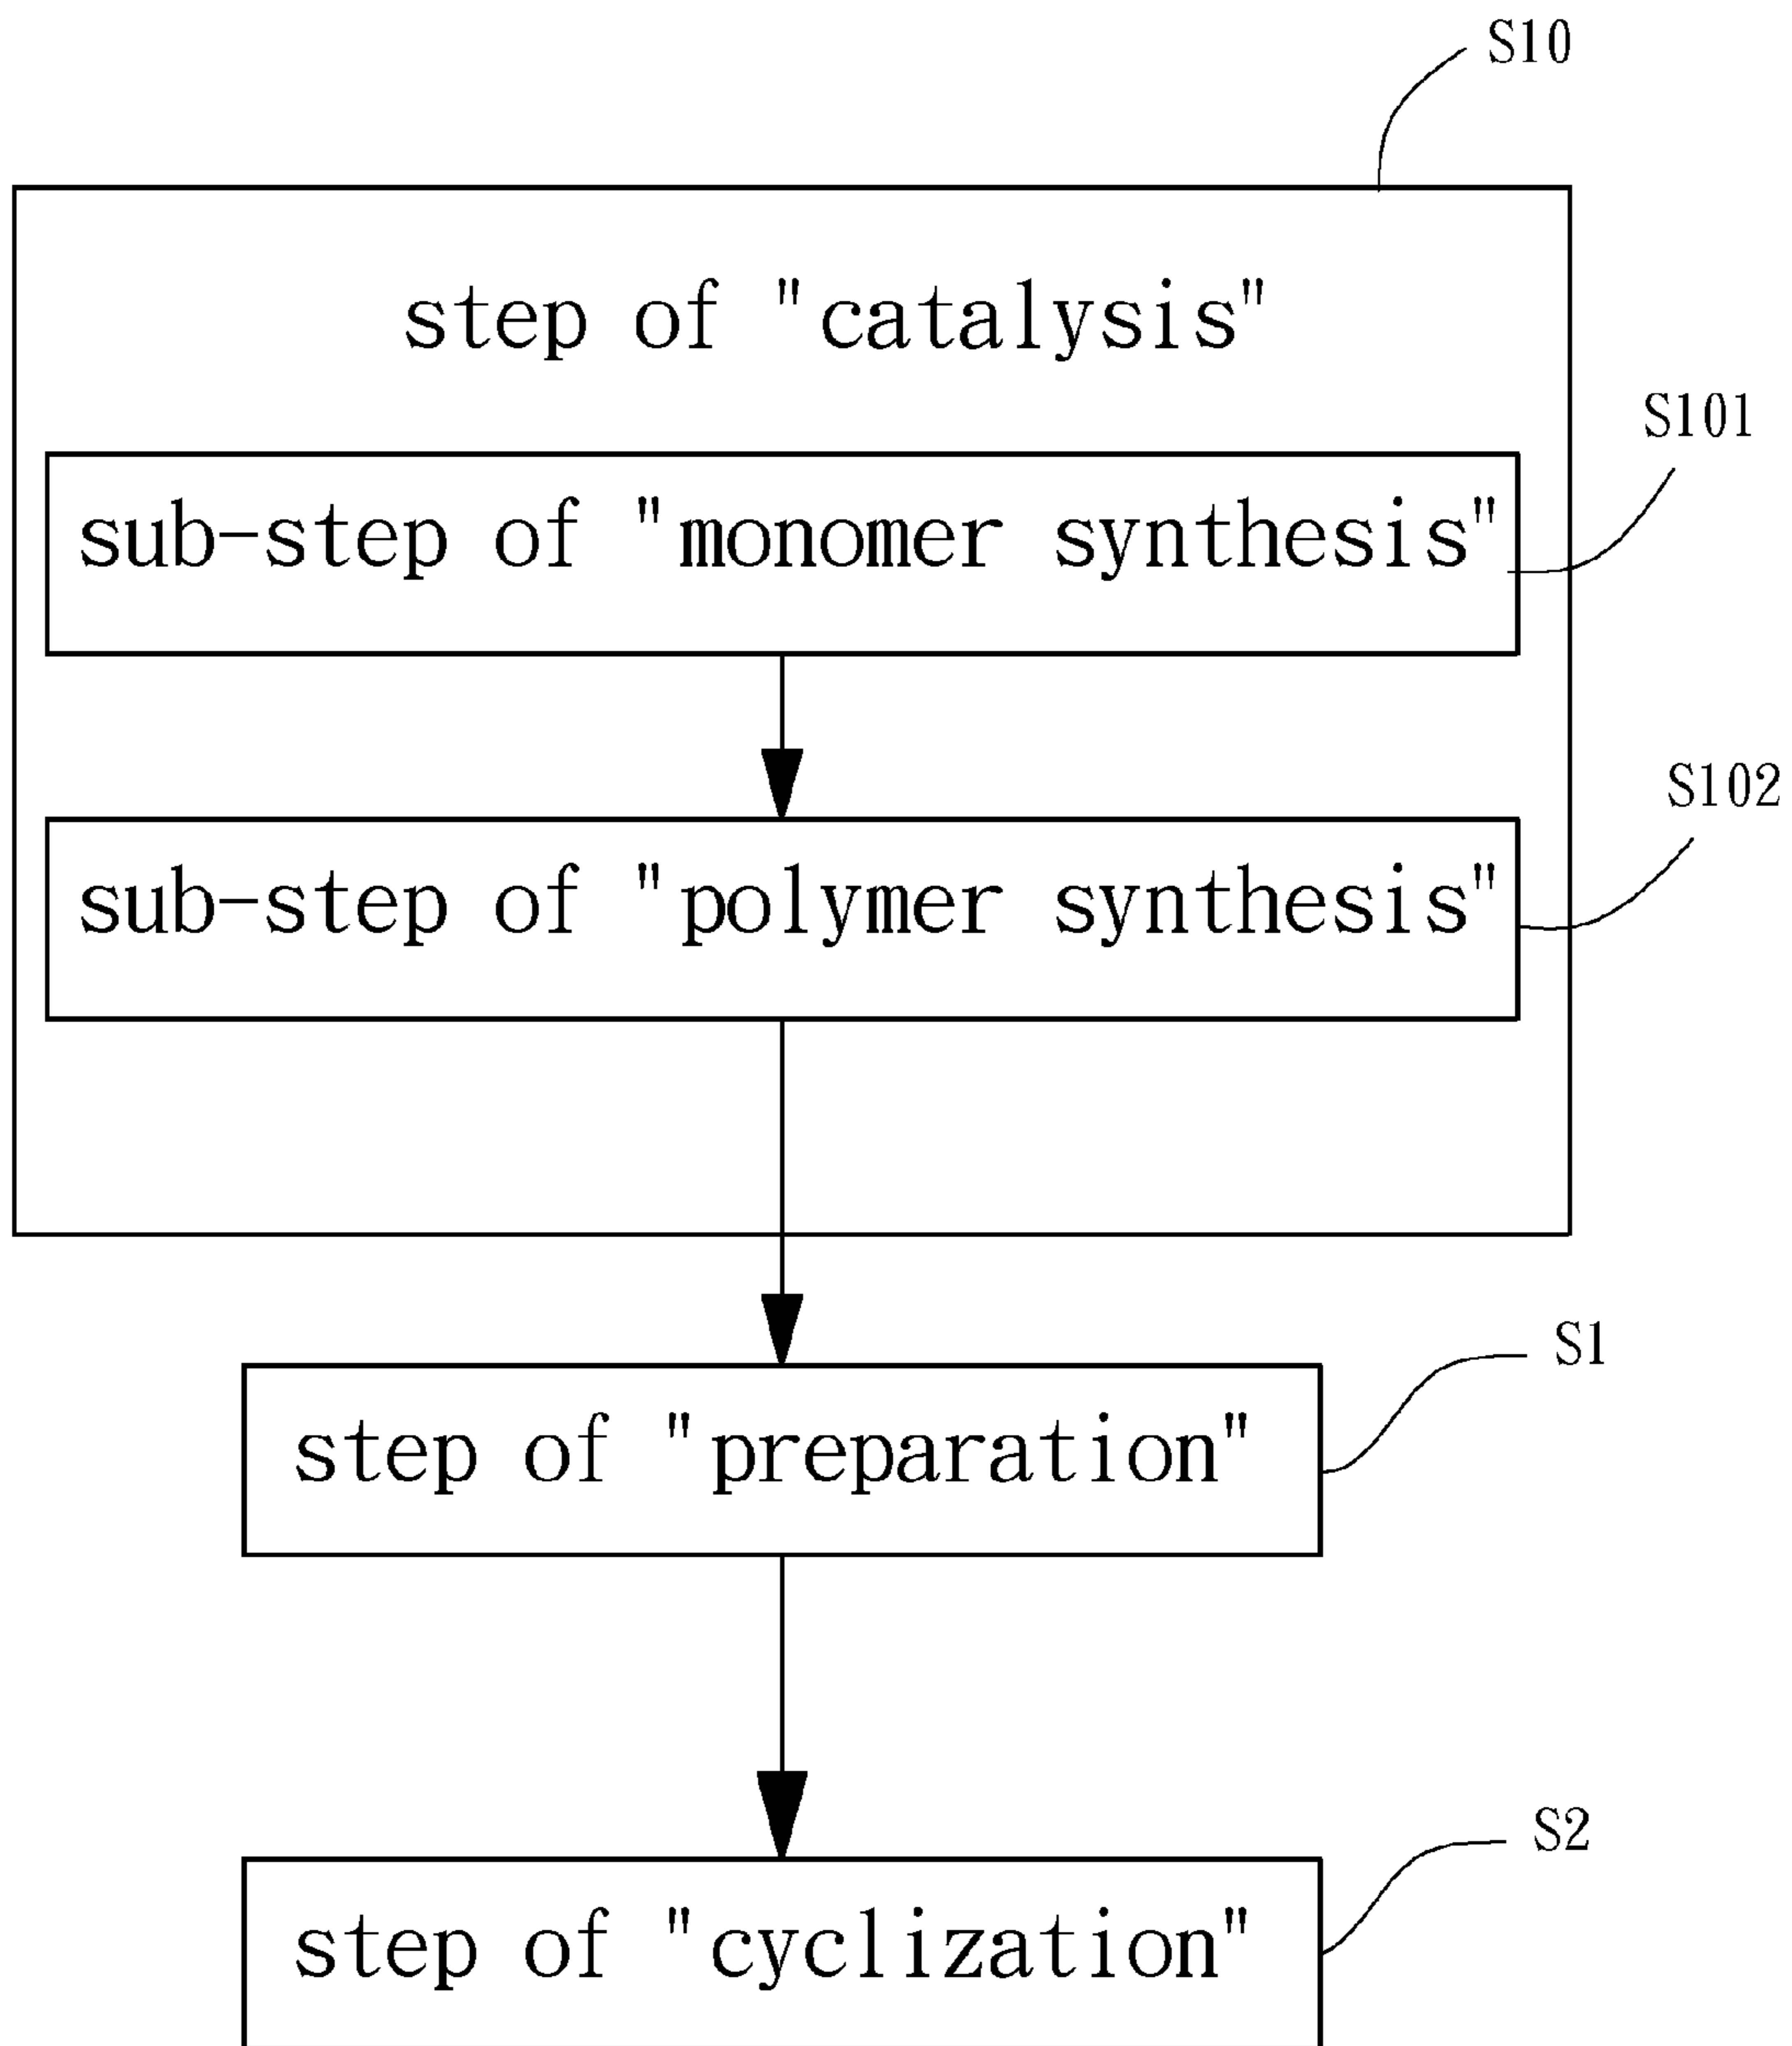 S10
step of "catalysis"
S101
sub-step of "monomer synthesis"
S102
sub-step of "polymer synthesis"
S1
step of "preparation"
S2
step of "cyclization"